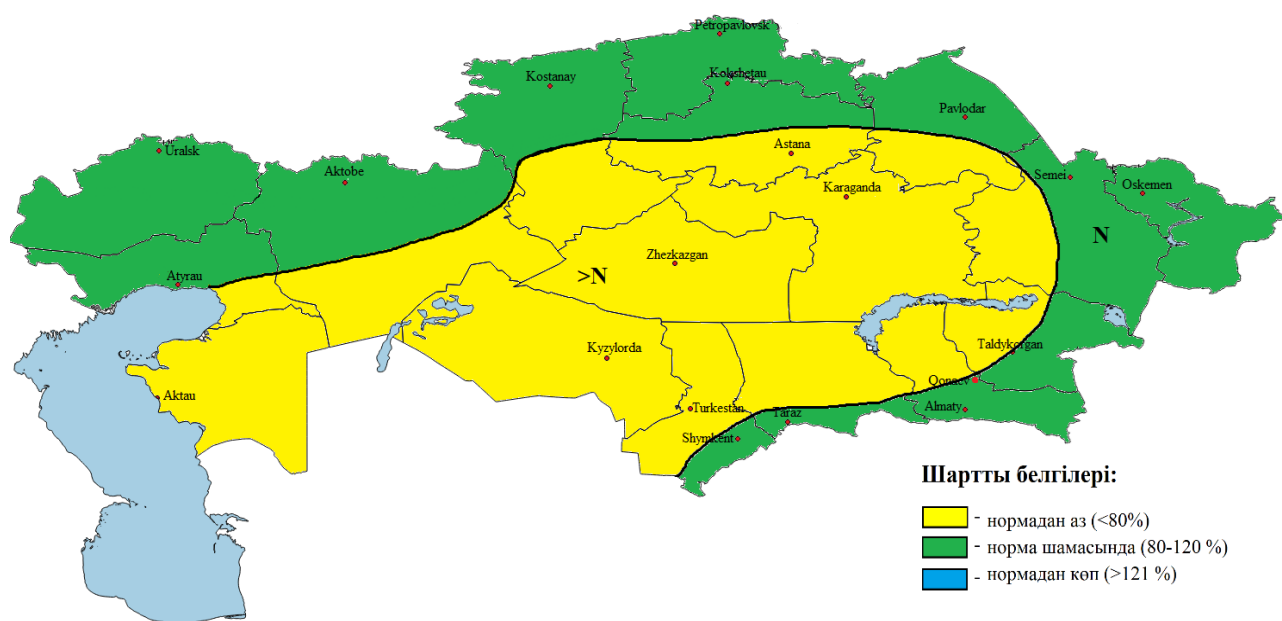 Petropavlovsk
Kokshetau
Kostanay
Pavlodar
Uralsk
Astana
Aktobe
Semei
Oskemen
Karaganda
N
Zhezkazgan
>N
Atyrau
Taldykorgan
Kyzylorda
Qonaev
Aktau
Turkestan
Almaty
Taraz
Shymkent
Шартты белгілері:
- нормадан аз (<80%)
- норма шамасында (80-120 %)
- нормадан көп (>121 %)